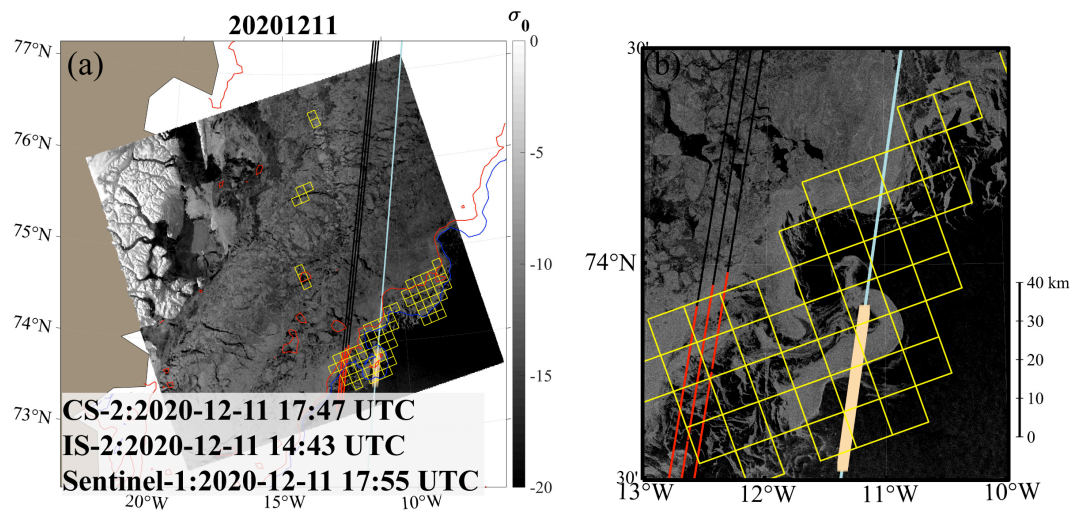 20201211
σ0
(a)
77°N
76°N
75°N
74°N
73°N
0
-5
-10
-15
-20
CS-2:2020-12-11 17:47 UTC
IS-2:2020-12-11 14:43 UTC
Sentinel-1:2020-12-11 17:55 UTC
20°W
15°W
10°W
(b)
30'
74°N
30'
40 km
30
20
10
0
13°W
12°W
11°W
10°W